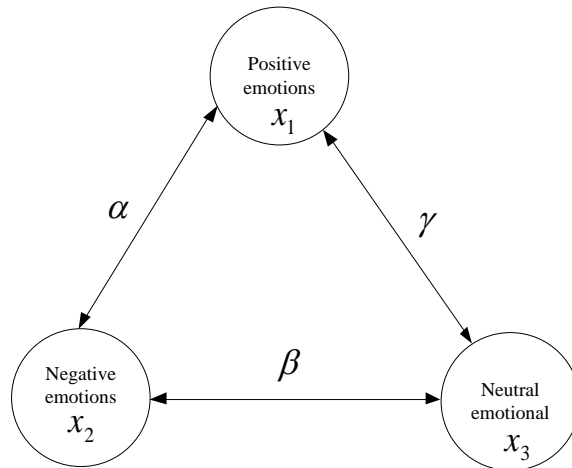 Positive
emotions
x₁
α
γ
β
Negative
emotions
x₂
Neutral
emotional
x₃